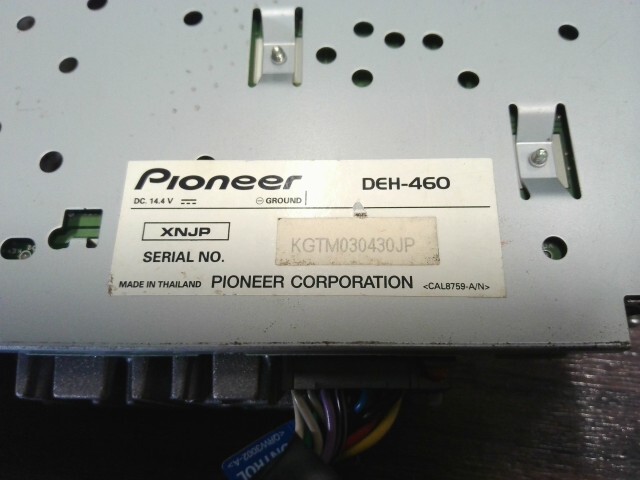 Pioneer DEH-460
DC. 14.4 V ⎓ ⊖ GROUND
XNJP
SERIAL NO. KGTM030430JP
MADE IN THAILAND PIONEER CORPORATION <CAL8759-A/N>